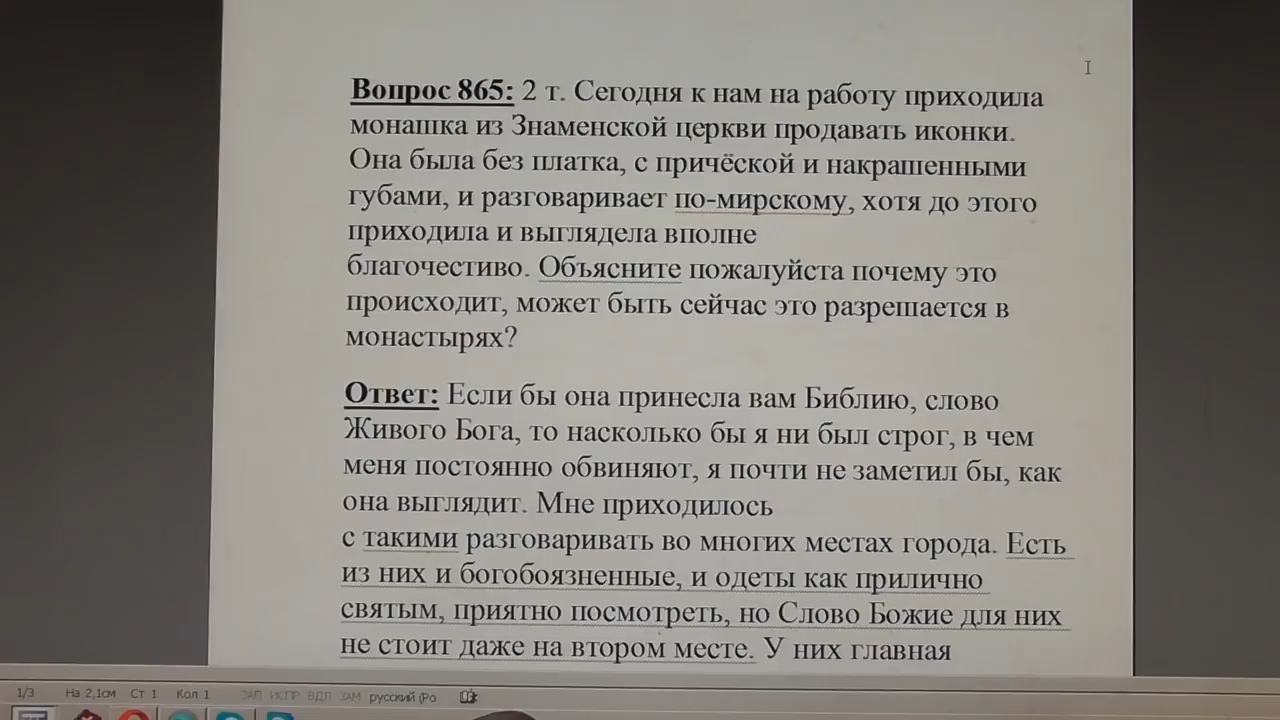 Вопрос 865: 2 т. Сегодня к нам на работу приходила
монашка из Знаменской церкви продавать иконки.
Она была без платка, с причёской и накрашенными
губами, и разговаривает по-мирскому, хотя до этого
приходила и выглядела вполне
благочестиво. Объясните пожалуйста почему это
происходит, может быть сейчас это разрешается в
монастырях?
Ответ: Если бы она принесла вам Библию, слово
Живого Бога, то насколько бы я ни был строг, в чем
меня постоянно обвиняют, я почти не заметил бы, как
она выглядит. Мне приходилось
с такими разговаривать во многих местах города. Есть
из них и богобоязненные, и одеты как прилично
святым, приятно посмотреть, но Слово Божие для них
не стоит даже на втором месте. У них главная
1/3 На 2,1см Ст 1 Кол 1 ЗАП ИСПР ВДЛ ЗАМ русский (Ро